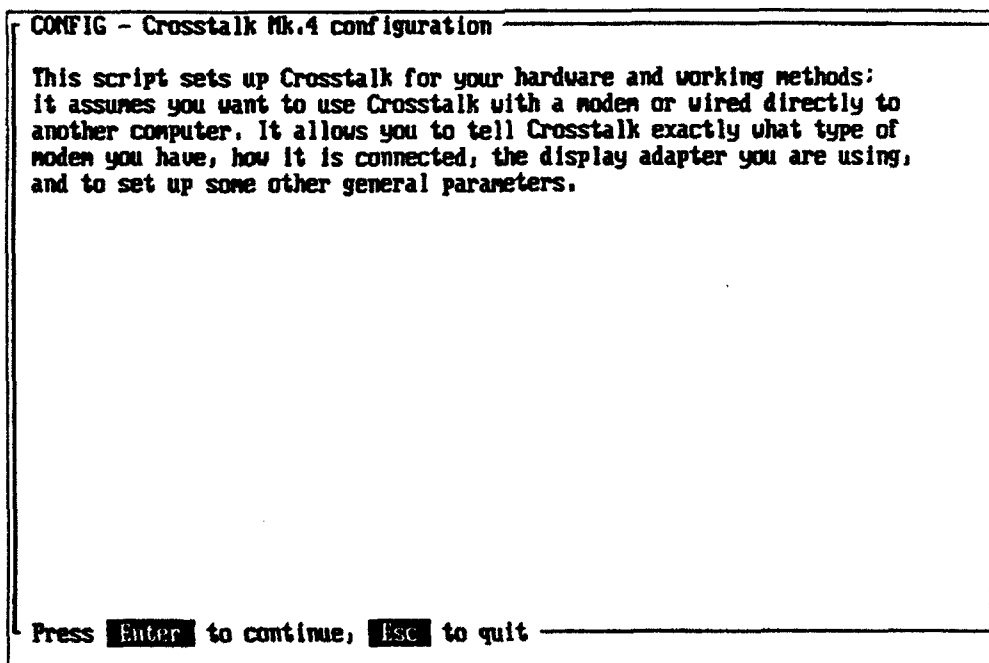 CONFIG - Crosstalk Mk.4 configuration
This script sets up Crosstalk for your hardware and working methods;
it assumes you want to use Crosstalk with a modem or wired directly to
another computer. It allows you to tell Crosstalk exactly what type of
modem you have, how it is connected, the display adapter you are using,
and to set up some other general parameters.
Press Enter to continue, Esc to quit